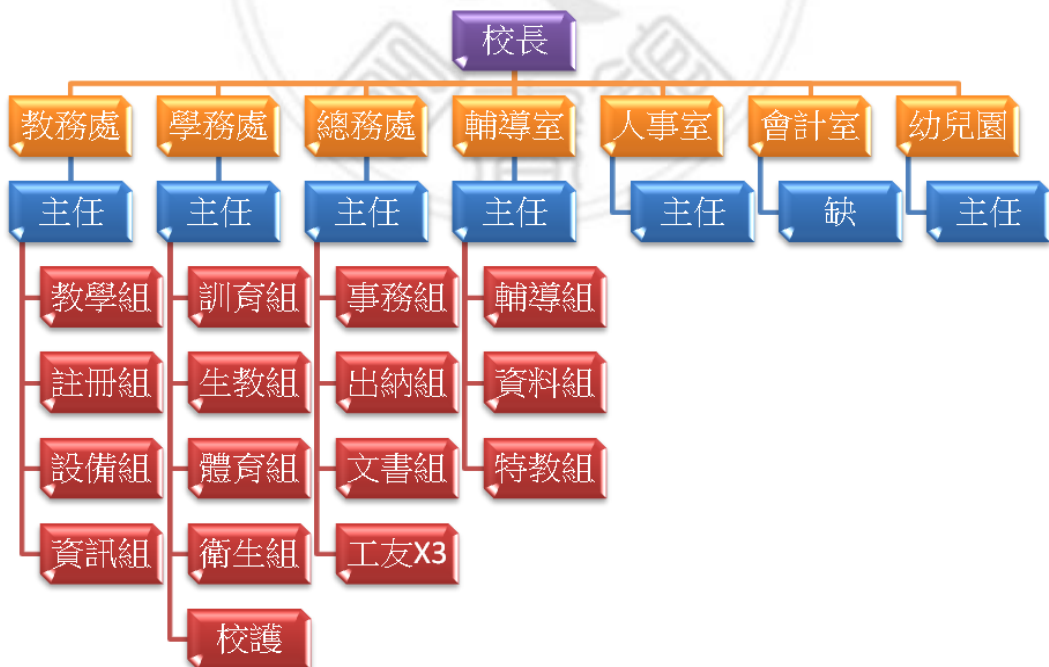 校長
教務處 學務處 總務處 輔導室 人事室 會計室 幼兒園
主任 主任 主任 主任 主任 缺 主任
教學組 訓育組 事務組 輔導組
註冊組 生教組 出納組 資料組
設備組 體育組 文書組 特教組
資訊組 衛生組 工友X3
校護